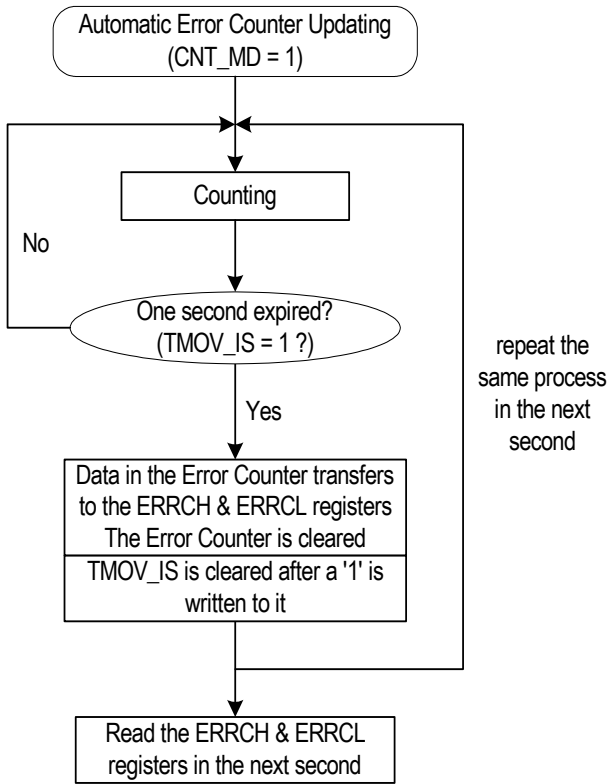 Automatic Error Counter Updating
(CNT_MD = 1)
Counting
No
One second expired?
(TMOV_IS = 1 ?)
repeat the
same process
in the next
second
Yes
Data in the Error Counter transfers
to the ERRCH & ERRCL registers
The Error Counter is cleared
TMOV_IS is cleared after a '1' is
written to it
Read the ERRCH & ERRCL
registers in the next second